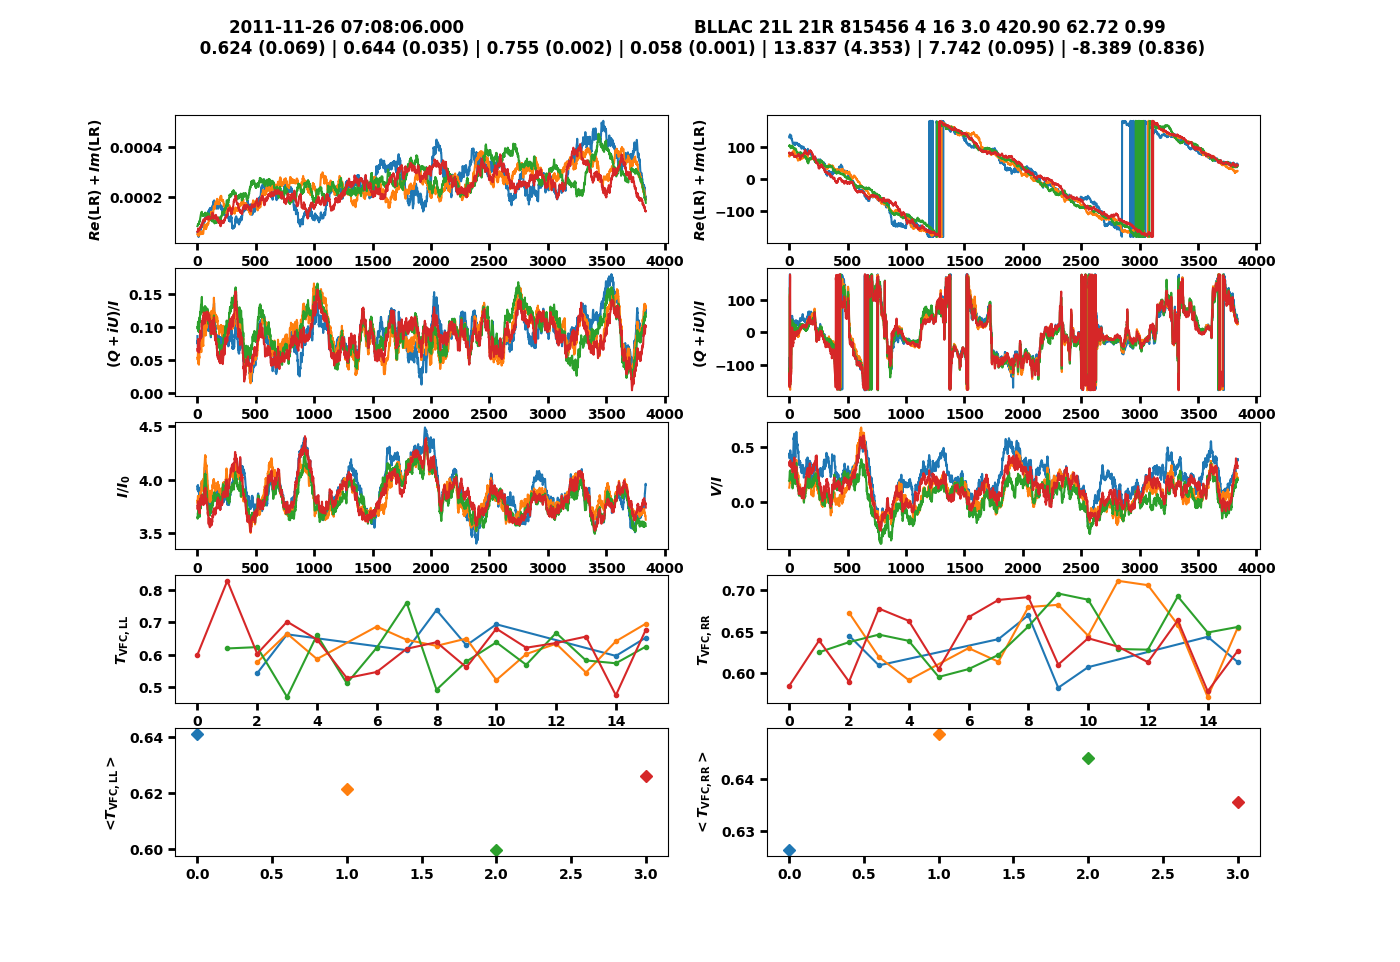 2011-11-26 07:08:06.000 BLLAC 21L 21R 815456 4 16 3.0 420.90 62.72 0.99
0.624 (0.069) | 0.644 (0.035) | 0.755 (0.002) | 0.058 (0.001) | 13.837 (4.353) | 7.742 (0.095) | -8.389 (0.836)
Re(LR) + Im(LR)
0.0004
0.0002
0 500 1000 1500 2000 2500 3000 3500 4000
Re(LR) + Im(LR)
100
0
−100
0 500 1000 1500 2000 2500 3000 3500 4000
(Q + iU)/I
0.15
0.10
0.05
0.00
0 500 1000 1500 2000 2500 3000 3500 4000
(Q + iU)/I
100
0
−100
0 500 1000 1500 2000 2500 3000 3500 4000
I/I0
4.5
4.0
3.5
0 500 1000 1500 2000 2500 3000 3500 4000
V/I
0.5
0.0
0 500 1000 1500 2000 2500 3000 3500 4000
TVFC,LL
0.8
0.7
0.6
0.5
0 2 4 6 8 10 12 14
TVFC,RR
0.70
0.65
0.60
0 2 4 6 8 10 12 14
<TVFC,LL>
0.64
0.62
0.60
0.0 0.5 1.0 1.5 2.0 2.5 3.0
< TVFC,RR >
0.64
0.63
0.0 0.5 1.0 1.5 2.0 2.5 3.0